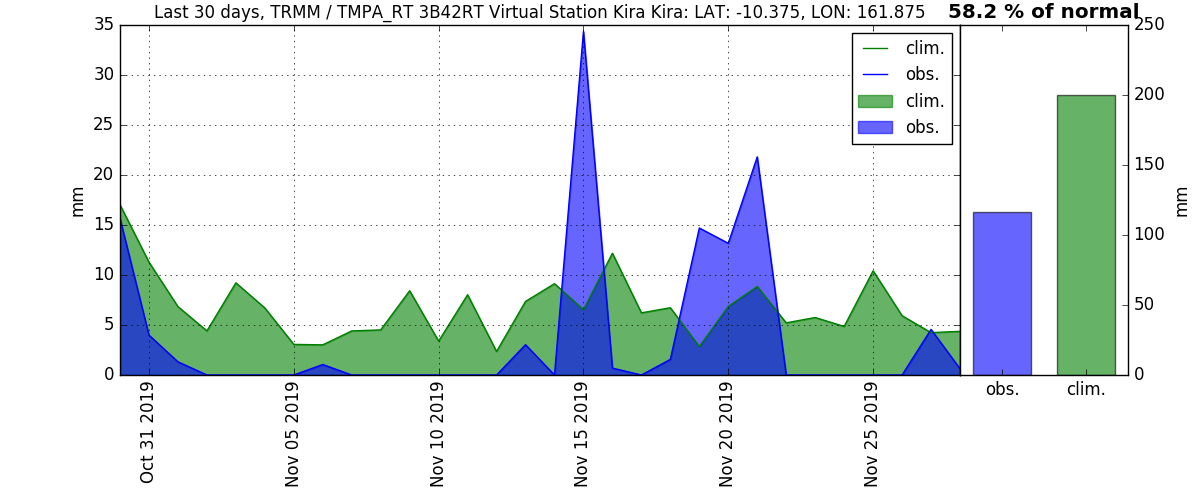 Last 30 days, TRMM / TMPA_RT 3B42RT Virtual Station Kira Kira: LAT: -10.375, LON: 161.875
58.2 % of normal
35
30
25
20
15
10
5
0
mm
clim.
obs.
clim.
obs.
Oct 31 2019
Nov 05 2019
Nov 10 2019
Nov 15 2019
Nov 20 2019
Nov 25 2019
250
200
150
100
50
0
mm
obs.
clim.